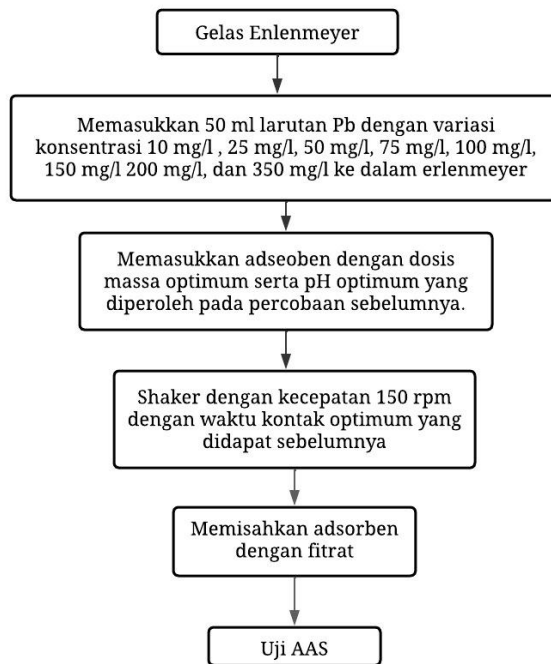 Gelas Enlenmeyer
Memasukkan 50 ml larutan Pb dengan variasi
konsentrasi 10 mg/l , 25 mg/l, 50 mg/l, 75 mg/l, 100 mg/l,
150 mg/l 200 mg/l, dan 350 mg/l ke dalam erlenmeyer
Memasukkan adseoben dengan dosis
massa optimum serta pH optimum yang
diperoleh pada percobaan sebelumnya.
Shaker dengan kecepatan 150 rpm
dengan waktu kontak optimum yang
didapat sebelumnya
Memisahkan adsorben
dengan fitrat
Uji AAS